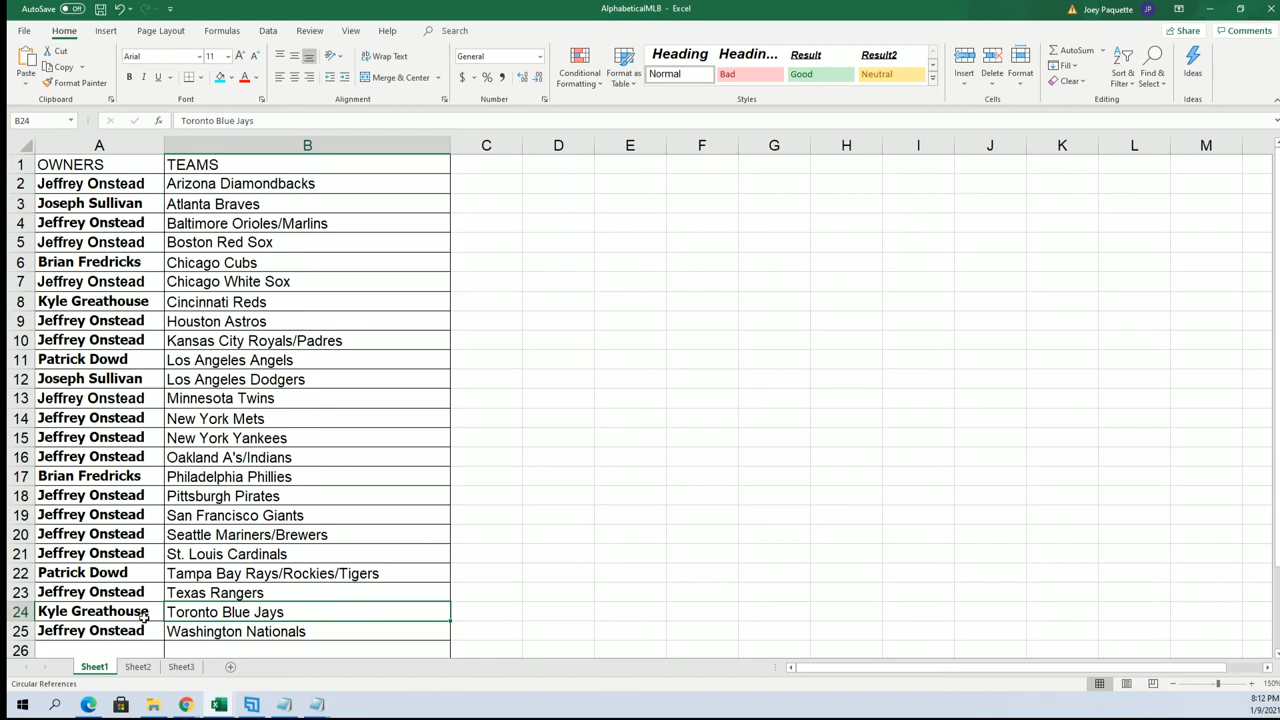 AutoSave Off AlphabeticalMLB - Excel Joey Paquette JP
File Home Insert Page Layout Formulas Data Review View Help Search Share Comments
Paste Cut Copy Format Painter Clipboard
Arial 11 A A B I U A Font
Wrap Text Merge & Center Alignment
General $ % Number
Conditional Formatting Format as Table
Heading Headin... Result Result2
Normal Bad Good Neutral
Styles
Insert Delete Format Cells
AutoSum Fill Clear Sort & Filter Find & Select Editing
Ideas Ideas
B24 fx Toronto Blue Jays
A B C D E F G H I J K L M
1 OWNERS TEAMS
2 Jeffrey Onstead Arizona Diamondbacks
3 Joseph Sullivan Atlanta Braves
4 Jeffrey Onstead Baltimore Orioles/Marlins
5 Jeffrey Onstead Boston Red Sox
6 Brian Fredricks Chicago Cubs
7 Jeffrey Onstead Chicago White Sox
8 Kyle Greathouse Cincinnati Reds
9 Jeffrey Onstead Houston Astros
10 Jeffrey Onstead Kansas City Royals/Padres
11 Patrick Dowd Los Angeles Angels
12 Joseph Sullivan Los Angeles Dodgers
13 Jeffrey Onstead Minnesota Twins
14 Jeffrey Onstead New York Mets
15 Jeffrey Onstead New York Yankees
16 Jeffrey Onstead Oakland A's/Indians
17 Brian Fredricks Philadelphia Phillies
18 Jeffrey Onstead Pittsburgh Pirates
19 Jeffrey Onstead San Francisco Giants
20 Jeffrey Onstead Seattle Mariners/Brewers
21 Jeffrey Onstead St. Louis Cardinals
22 Patrick Dowd Tampa Bay Rays/Rockies/Tigers
23 Jeffrey Onstead Texas Rangers
24 Kyle Greathouse Toronto Blue Jays
25 Jeffrey Onstead Washington Nationals
26
Sheet1 Sheet2 Sheet3
Circular References 150%
8:12 PM